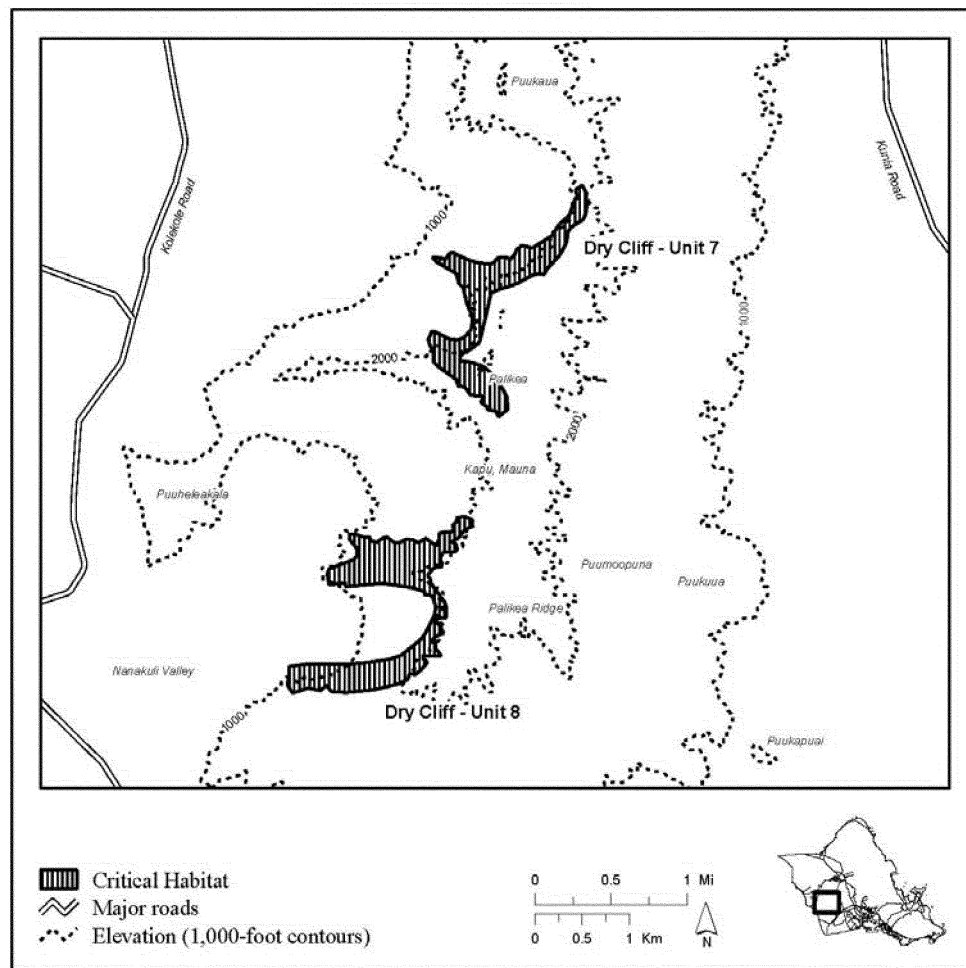 Puukaua
Kolekole Road
Kunia Road
1000
Dry Cliff - Unit 7
1000
2000
Palikea
2000
Kapu, Mauna
Puuheleakala
Puumoopuna
Puukuua
Palikea Ridge
Nanakuli Valley
1000
Dry Cliff - Unit 8
Puukapuai
Critical Habitat
Major roads
Elevation (1,000-foot contours)
0 0.5 1 Mi
0 0.5 1 Km
N